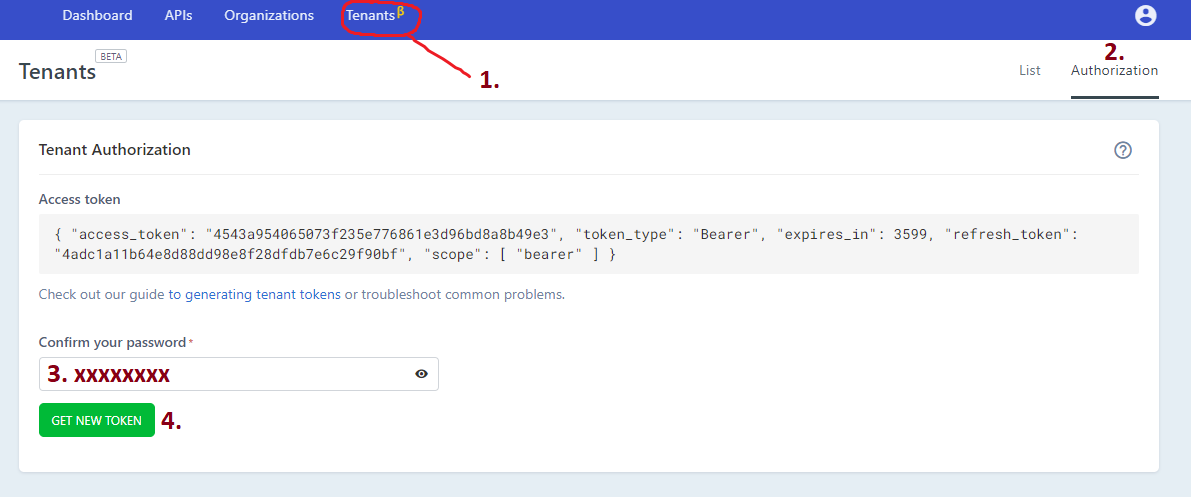 Dashboard APIs Organizations Tenantsβ
1.
Tenants BETA
List 2. Authorization
Tenant Authorization
Access token
{ "access_token": "4543a954065073f235e776861e3d96bd8a8b49e3", "token_type": "Bearer", "expires_in": 3599, "refresh_token":
"4adc1a11b64e8d88dd98e8f28dfdb7e6c29f90bf", "scope": [ "bearer" ] }
Check out our guide to generating tenant tokens or troubleshoot common problems.
Confirm your password*
3. xxxxxxxx
GET NEW TOKEN 4.